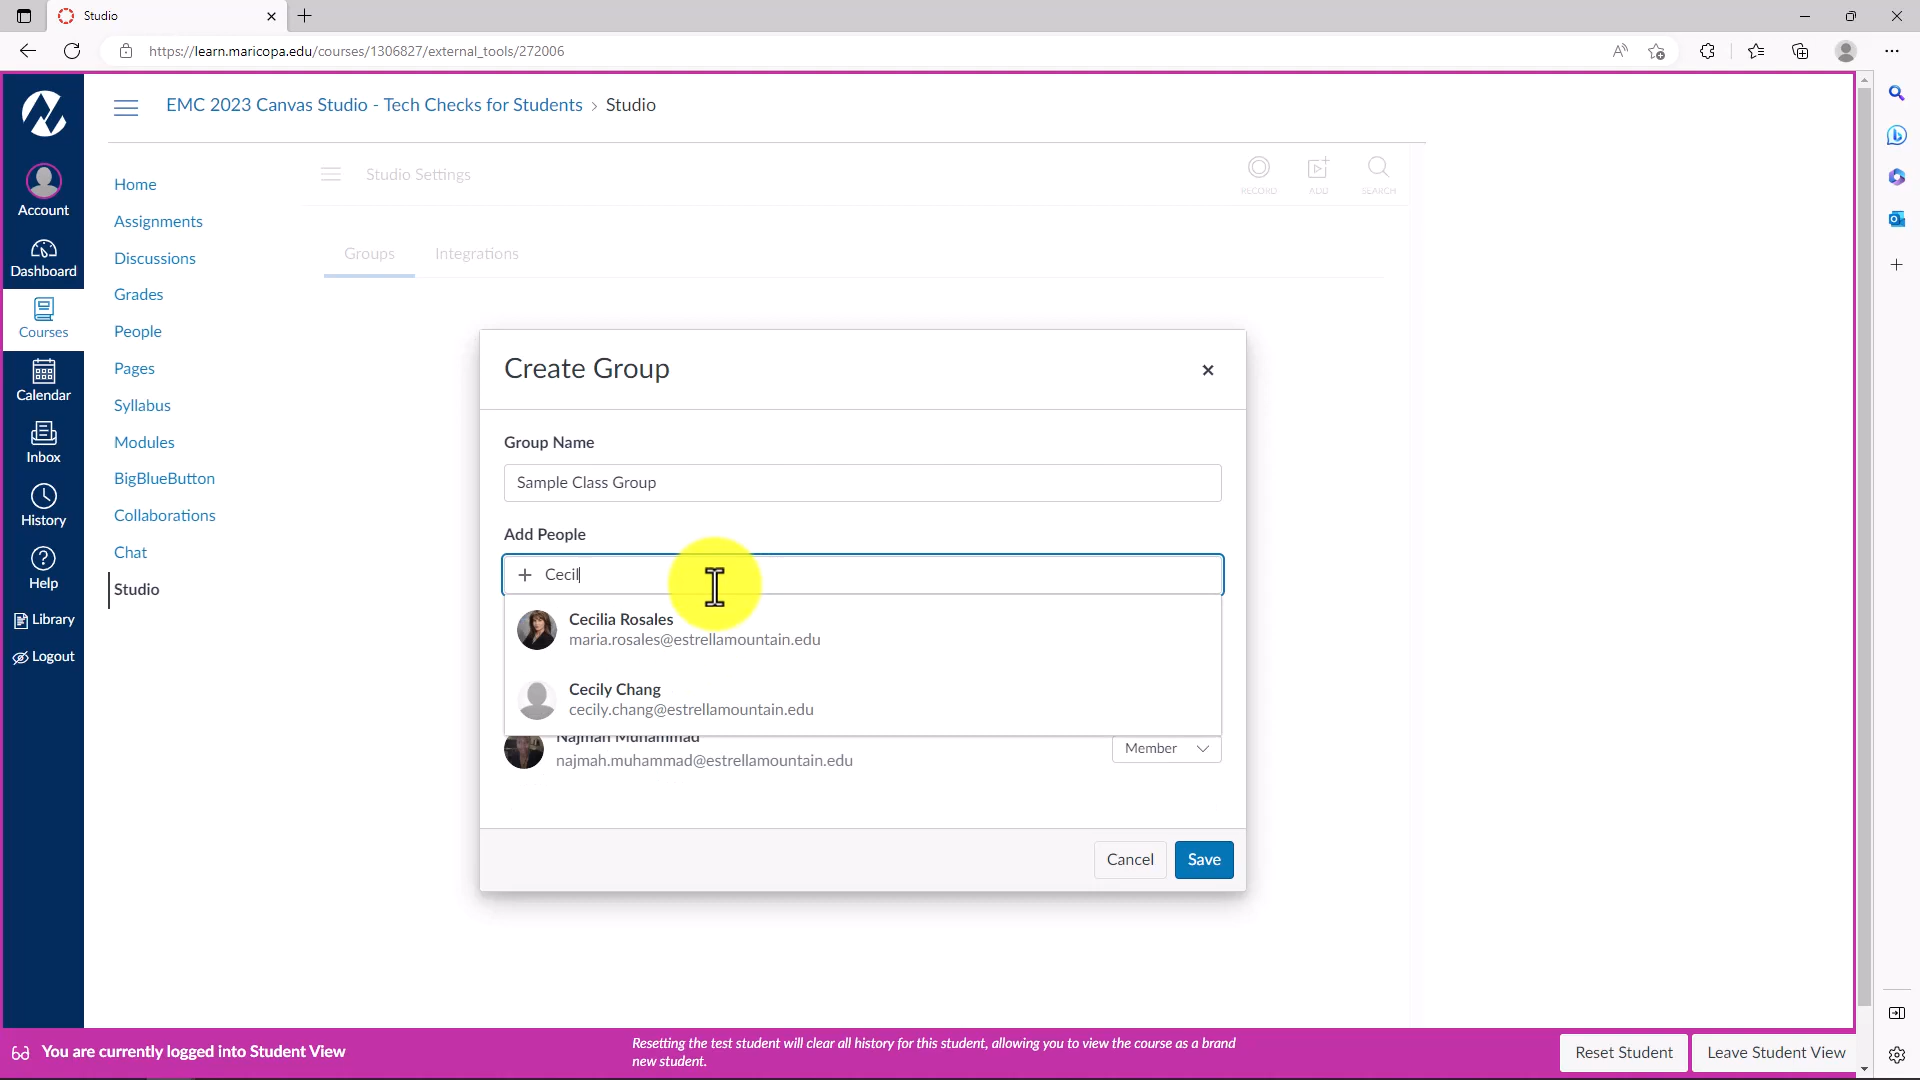 Studio
https://learn.maricopa.edu/courses/1306827/external_tools/272006
EMC 2023 Canvas Studio - Tech Checks for Students › Studio
Account
Dashboard
Courses
Calendar
Inbox
History
Help
Library
Logout
Home
Assignments
Discussions
Grades
People
Pages
Syllabus
Modules
BigBlueButton
Collaborations
Chat
Studio
Studio Settings
RECORD
ADD
SEARCH
Groups
Integrations
Create Group
Group Name
Sample Class Group
Add People
Cecil
Cecilia Rosales
maria.rosales@estrellamountain.edu
Cecily Chang
cecily.chang@estrellamountain.edu
Najmah Muhammad
najmah.muhammad@estrellamountain.edu
Member
Cancel
Save
You are currently logged into Student View
Resetting the test student will clear all history for this student, allowing you to view the course as a brand
new student.
Reset Student
Leave Student View